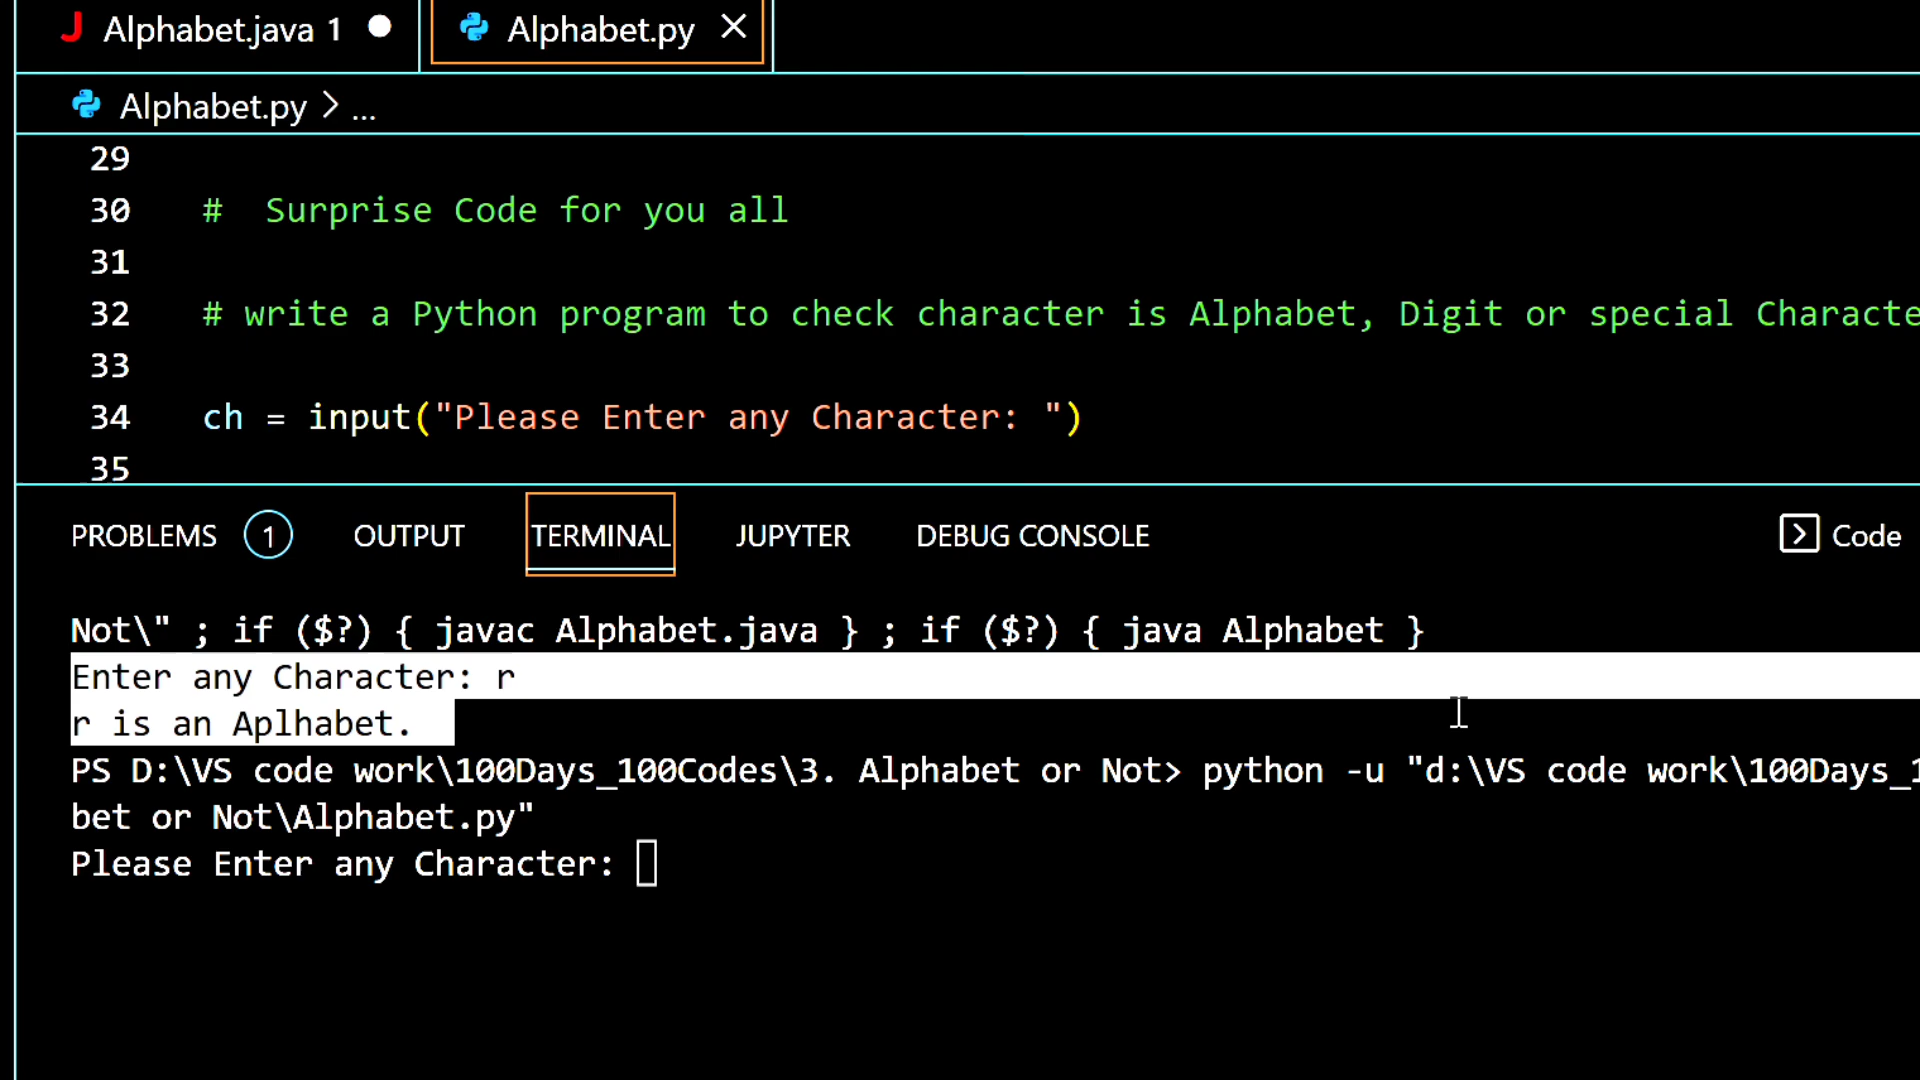 Alphabet.java 1
Alphabet.py
Alphabet.py > ...
29
30 # Surprise Code for you all
31
32 # write a Python program to check character is Alphabet, Digit or special Characte
33
34 ch = input("Please Enter any Character: ")
35
PROBLEMS 1 OUTPUT TERMINAL JUPYTER DEBUG CONSOLE Code
Not\" ; if ($?) { javac Alphabet.java } ; if ($?) { java Alphabet }
Enter any Character: r
r is an Aplhabet.
PS D:\VS code work\100Days_100Codes\3. Alphabet or Not> python -u "d:\VS code work\100Days_1
bet or Not\Alphabet.py"
Please Enter any Character: